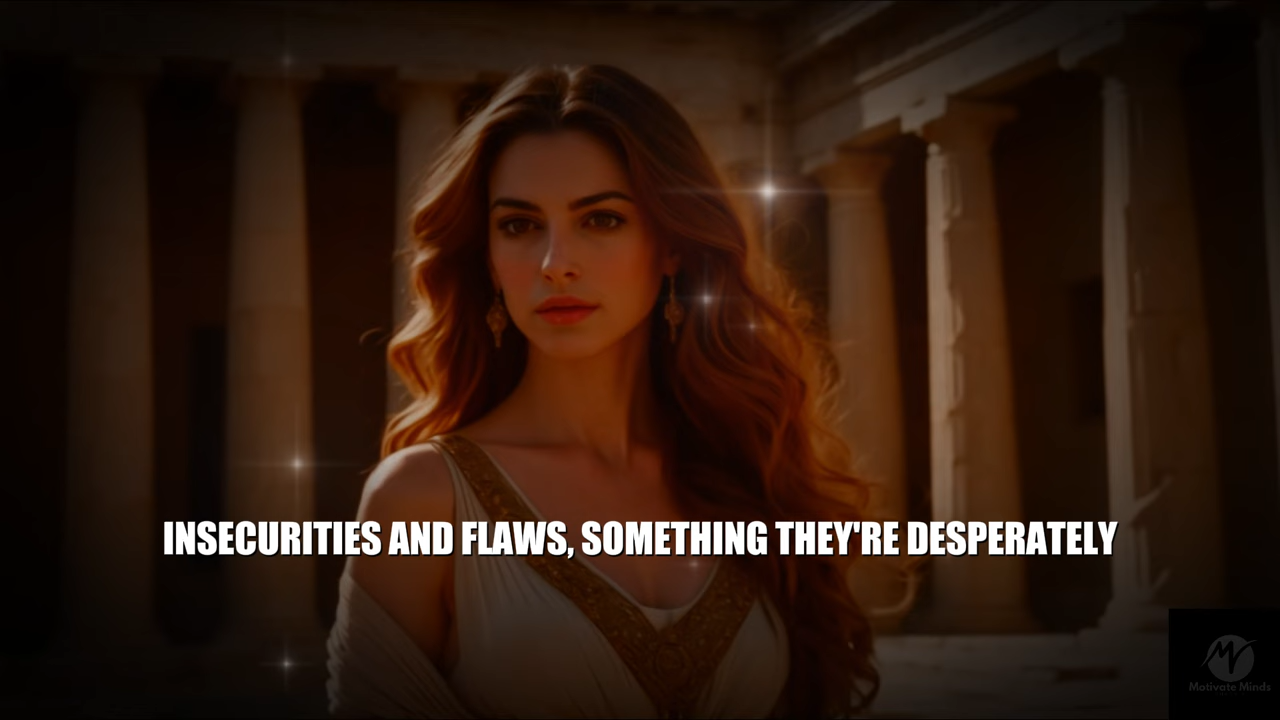 INSECURITIES AND FLAWS, SOMETHING THEY'RE DESPERATELY
Motivate Minds